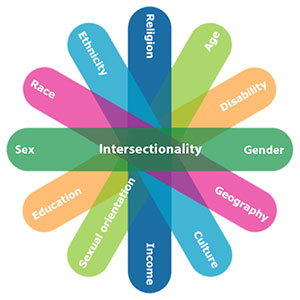 Religion
Age
Ethnicity
Disability
Race
Sex
Intersectionality
Gender
Education
Geography
Sexual orientation
Culture
Income